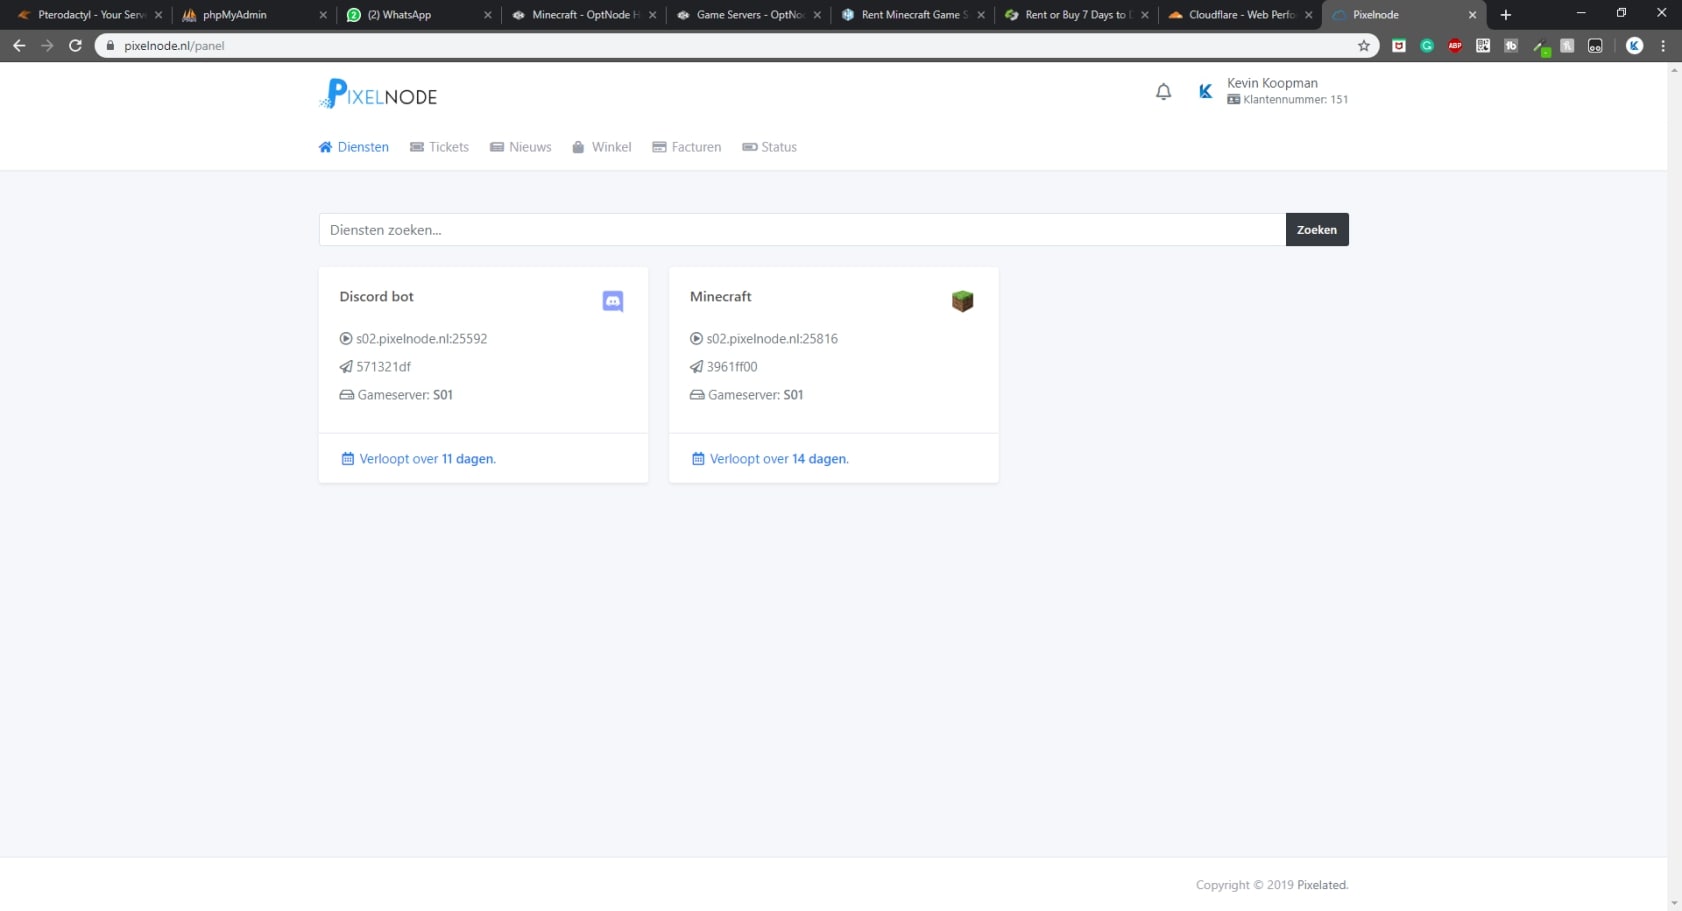 Pterodactyl - Your Serv
phpMyAdmin
(2) WhatsApp
Minecraft - OptNode H
Game Servers - OptNod
Rent Minecraft Game S
Rent or Buy 7 Days to D
Cloudflare - Web Perfo
Pixelnode
pixelnode.nl/panel
ABP
PIXELNODE
Kevin Koopman
Klantennummer: 151
Diensten
Tickets
Nieuws
Winkel
Facturen
Status
Diensten zoeken...
Zoeken
Discord bot
s02.pixelnode.nl:25592
571321df
Gameserver: S01
Verloopt over 11 dagen.
Minecraft
s02.pixelnode.nl:25816
3961ff00
Gameserver: S01
Verloopt over 14 dagen.
Copyright © 2019 Pixelated.